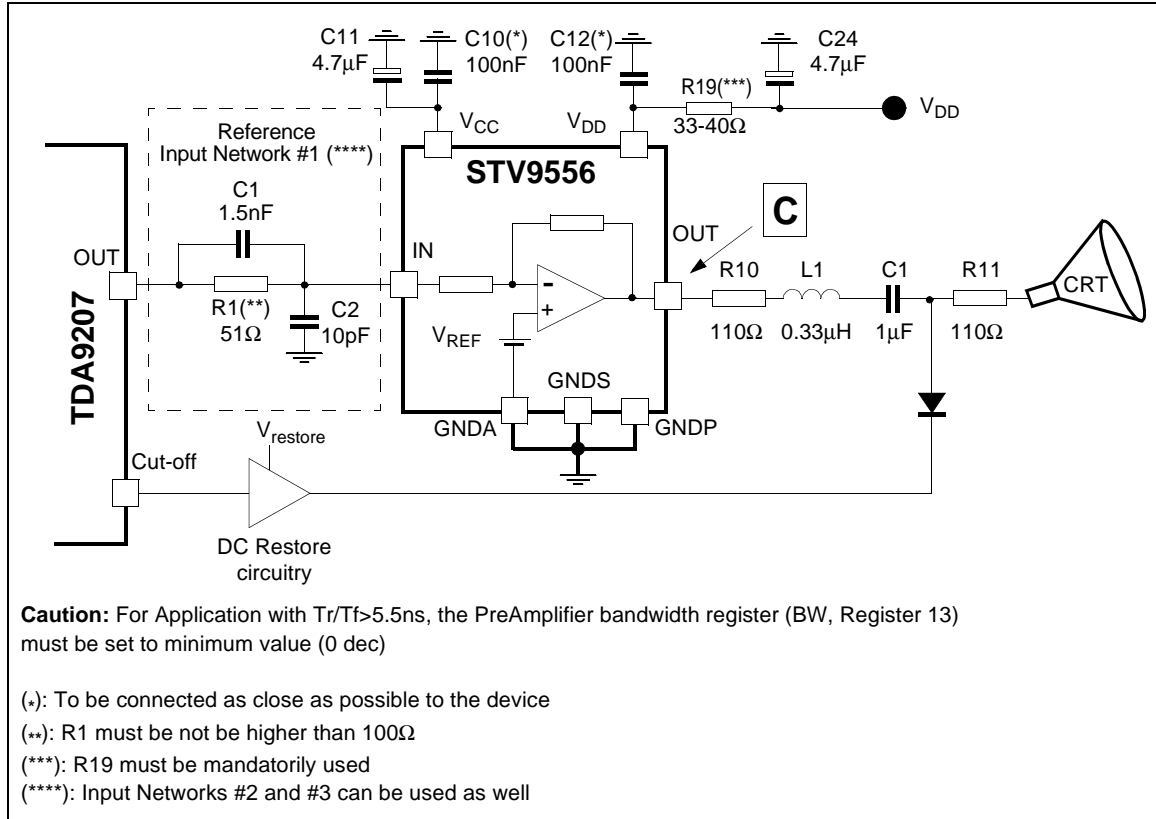 C11
4.7μF
C10(*)
100nF
C12(*)
100nF
C24
4.7μF
R19(***)
33-40Ω
V_DD
V_CC
V_DD
Reference
Input Network #1 (****)
STV9556
C1
1.5nF
C
OUT
IN
OUT
R10
L1
C1
R11
CRT
R1(**)
51Ω
C2
10pF
-
+
V_REF
110Ω
0.33μH
1μF
110Ω
TDA9207
GNDS
GNDA
GNDP
V_restore
Cut-off
DC Restore
circuitry
Caution: For Application with Tr/Tf>5.5ns, the PreAmplifier bandwidth register (BW, Register 13)
must be set to minimum value (0 dec)
(*): To be connected as close as possible to the device
(**): R1 must be not be higher than 100Ω
(***): R19 must be mandatorily used
(****): Input Networks #2 and #3 can be used as well